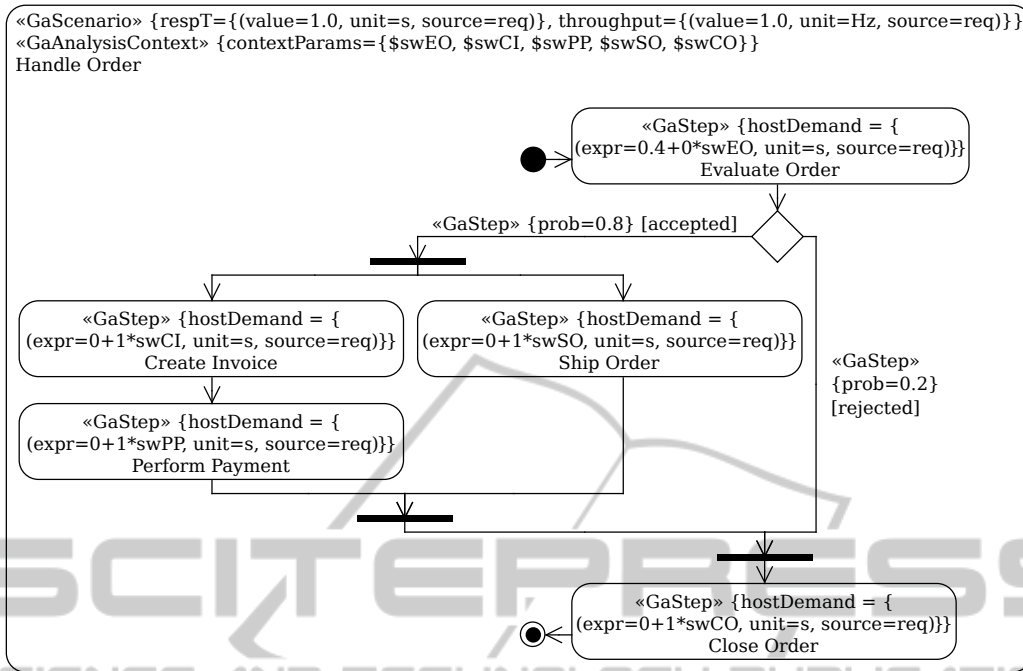 «GaScenario» {respT={(value=1.0, unit=s, source=req)}, throughput={(value=1.0, unit=Hz, source=req)}}
«GaAnalysisContext» {contextParams={$swEO, $swCI, $swPP, $swSO, $swCO}}
Handle Order
«GaStep» {hostDemand = {
(expr=0.4+0*swEO, unit=s, source=req)}}
Evaluate Order
«GaStep» {prob=0.8} [accepted]
«GaStep» {hostDemand = {
(expr=0+1*swCI, unit=s, source=req)}}
Create Invoice
«GaStep» {hostDemand = {
(expr=0+1*swSO, unit=s, source=req)}}
Ship Order
«GaStep»
{prob=0.2}
[rejected]
«GaStep» {hostDemand = {
(expr=0+1*swPP, unit=s, source=req)}}
Perform Payment
SCITEPRESS
«GaStep» {hostDemand = {
(expr=0+1*swCO, unit=s, source=req)}}
Close Order